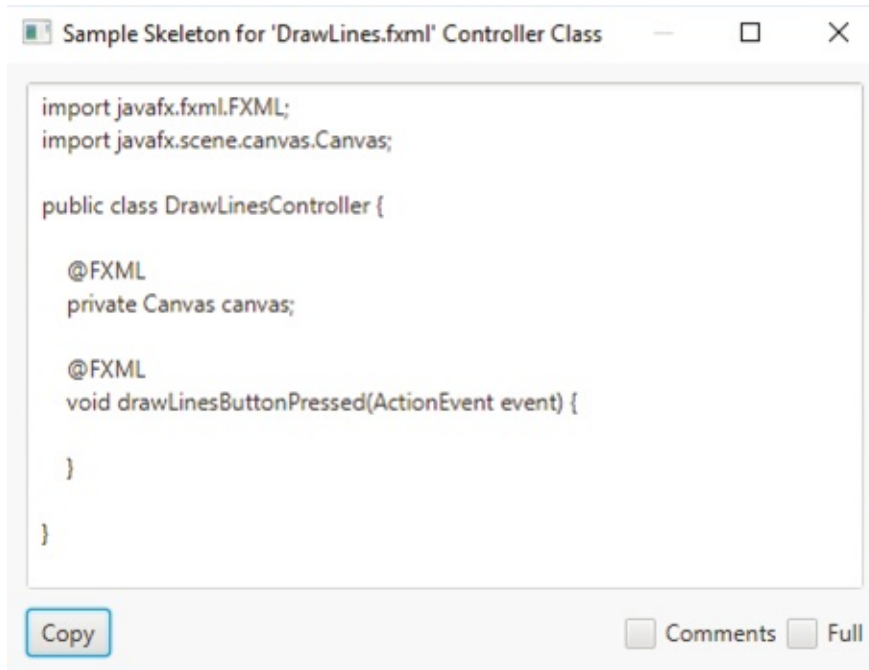 Sample Skeleton for 'DrawLines.fxml' Controller Class
import javafx.fxml.FXML;
import javafx.scene.canvas.Canvas;
public class DrawLinesController {
@FXML
private Canvas canvas;
@FXML
void drawLinesButtonPressed(ActionEvent event) {
}
}
Copy
Comments
Full